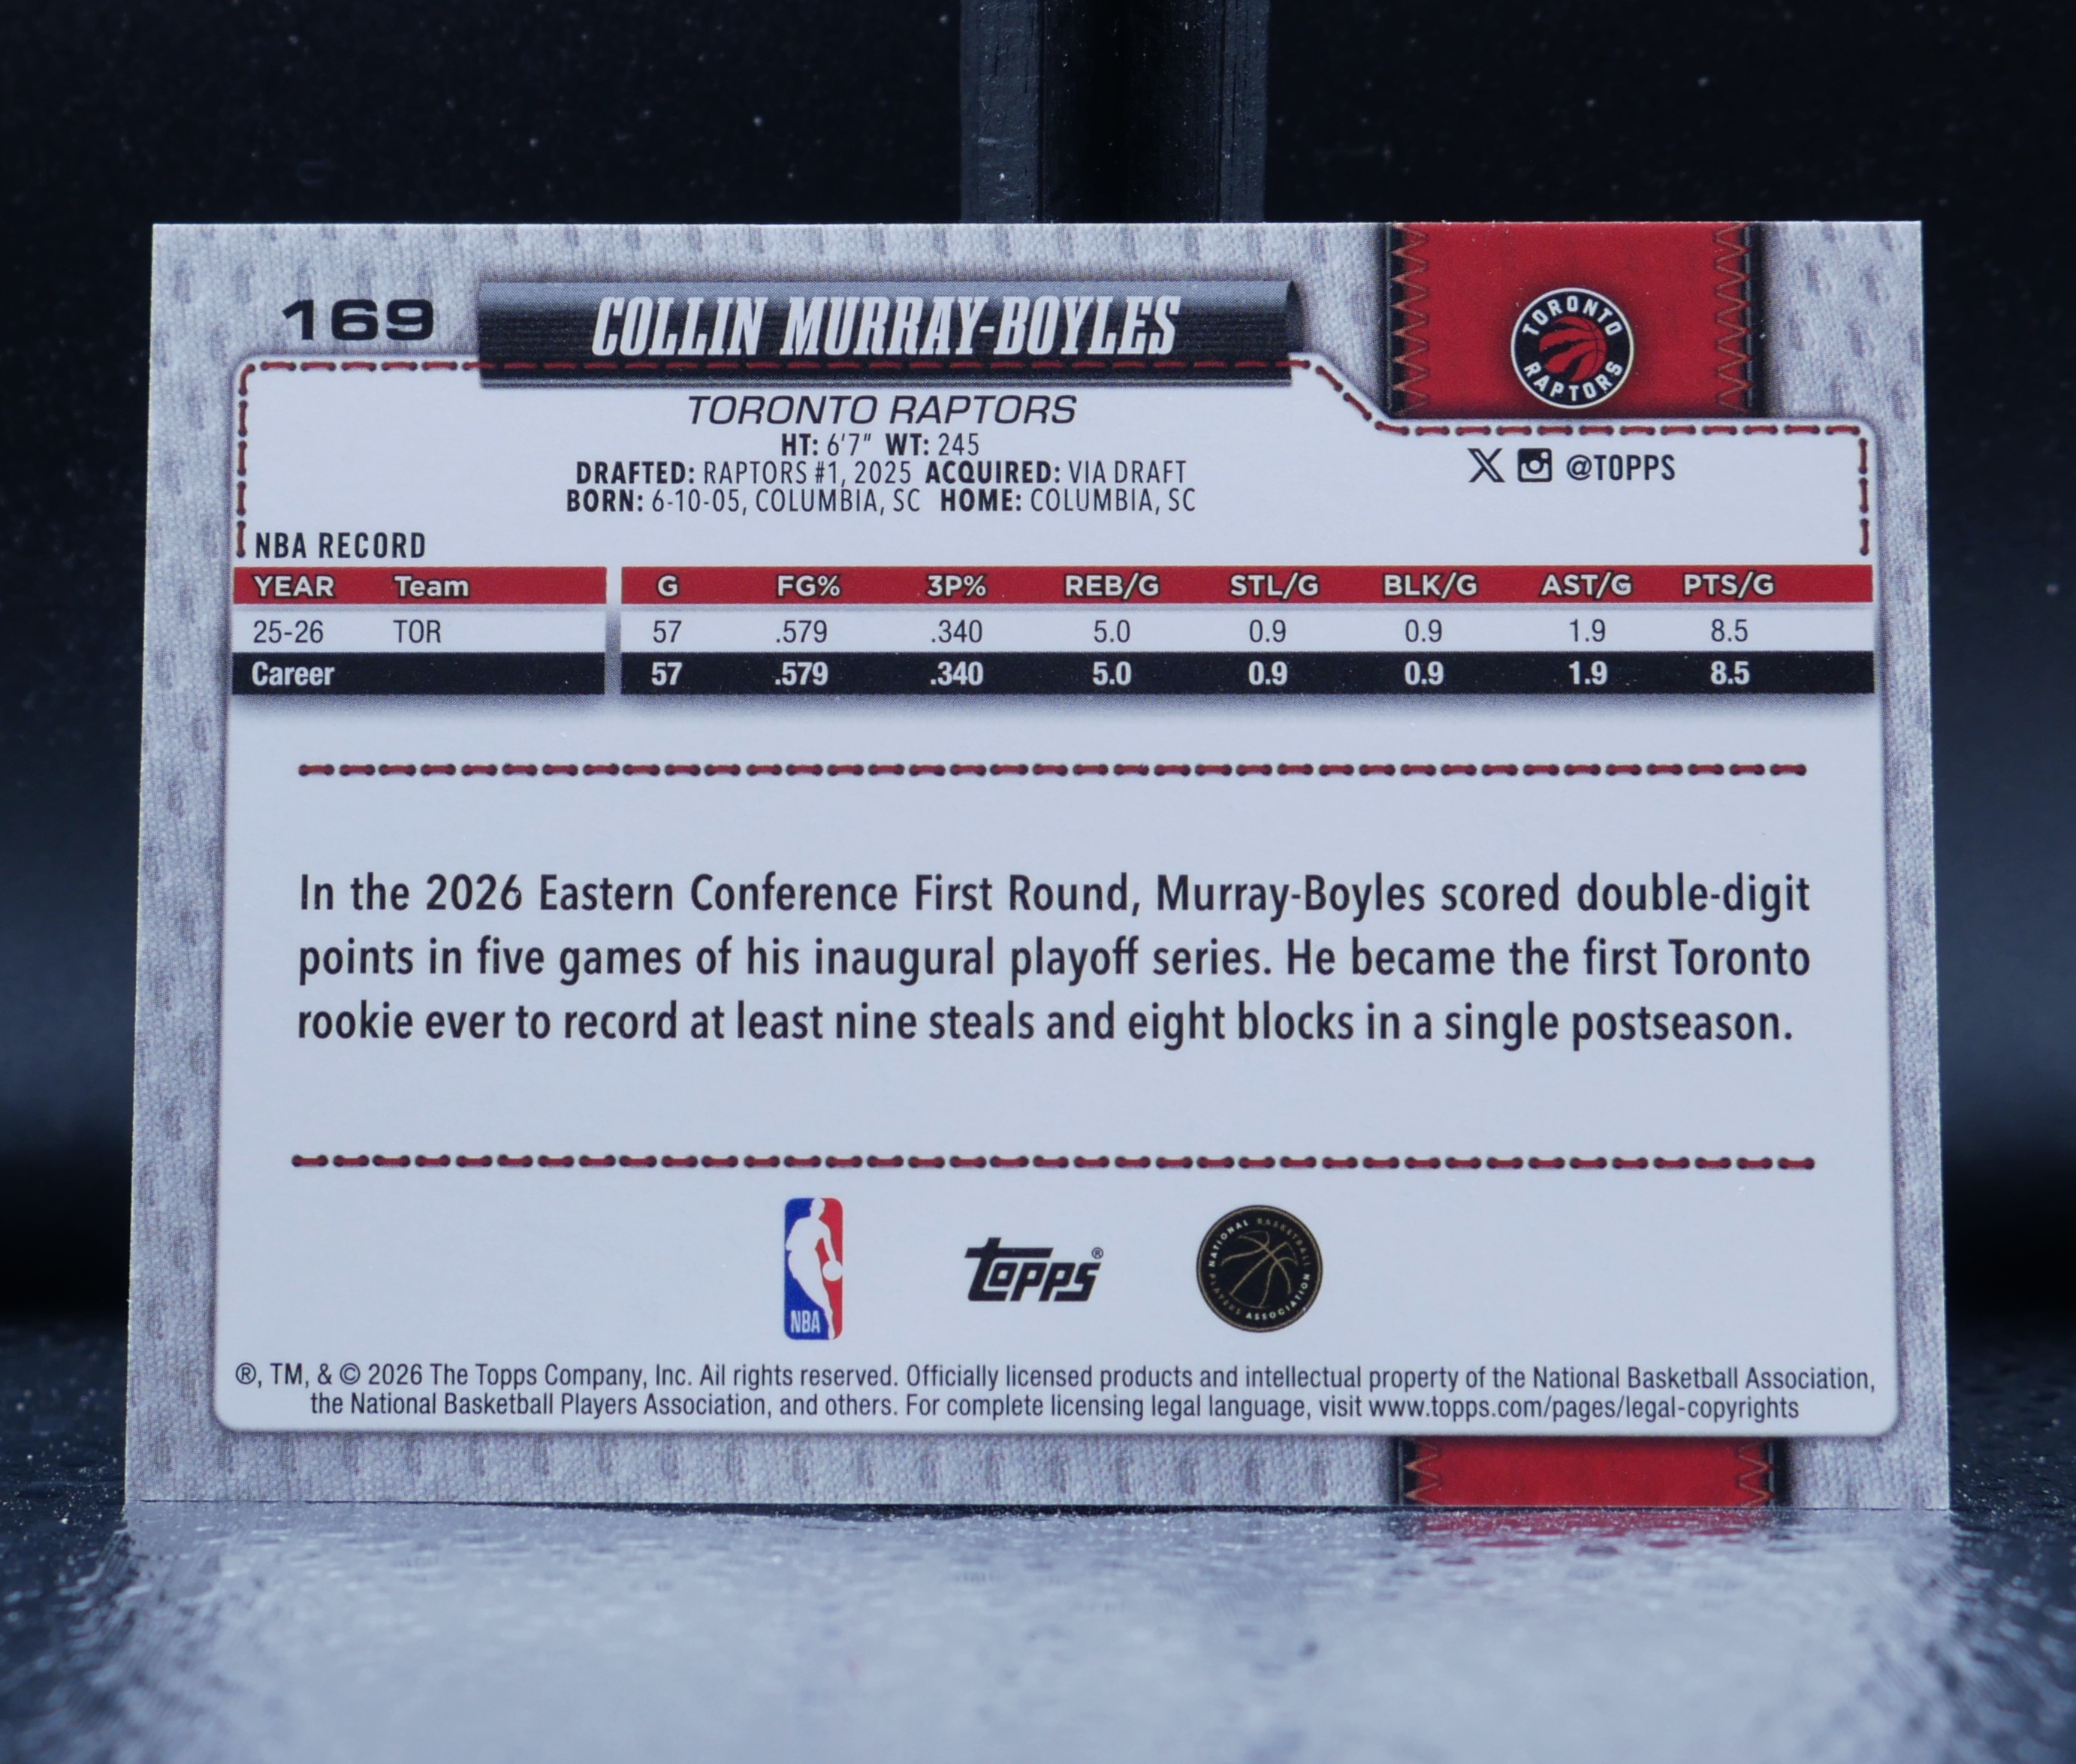 169
COLLIN MURRAY-BOYLES
TORONTO RAPTORS
TORONTO RAPTORS
HT: 6'7" WT: 245
DRAFTED: RAPTORS #1, 2025 ACQUIRED: VIA DRAFT
BORN: 6-10-05, COLUMBIA, SC HOME: COLUMBIA, SC
@TOPPS
NBA RECORD
YEAR Team G FG% 3P% REB/G STL/G BLK/G AST/G PTS/G
25-26 TOR 57 .579 .340 5.0 0.9 0.9 1.9 8.5
Career 57 .579 .340 5.0 0.9 0.9 1.9 8.5
In the 2026 Eastern Conference First Round, Murray-Boyles scored double-digit
points in five games of his inaugural playoff series. He became the first Toronto
rookie ever to record at least nine steals and eight blocks in a single postseason.
NBA
topps®
NATIONAL BASKETBALL PLAYERS ASSOCIATION
®, TM, & © 2026 The Topps Company, Inc. All rights reserved. Officially licensed products and intellectual property of the National Basketball Association,
the National Basketball Players Association, and others. For complete licensing legal language, visit www.topps.com/pages/legal-copyrights